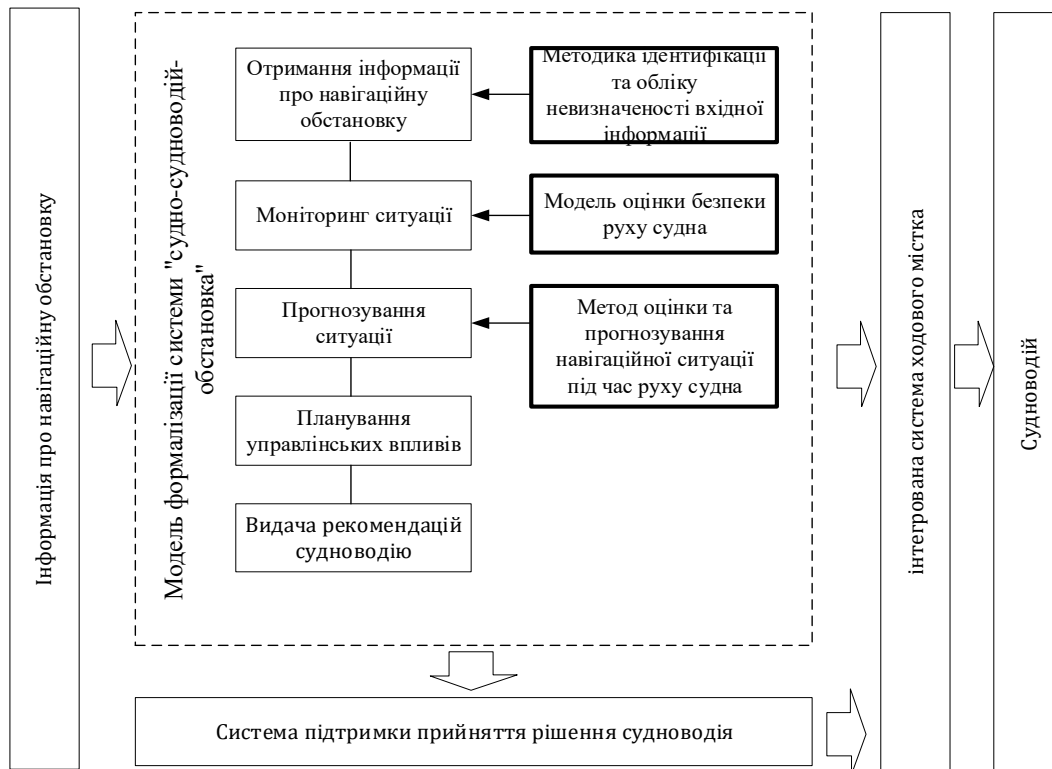 Інформація про навігаційну обстановку
Модель формалізації системи "судно-судноводій-
обстановка"
Отримання інформації
про навігаційну
обстановку
Методика ідентифікації
та обліку
невизначеності вхідної
інформації
Моніторинг ситуації
Модель оцінки безпеки
руху судна
Прогнозування
ситуації
Метод оцінки та
прогнозування
навігаційної ситуації
під час руху судна
Планування
управлінських впливів
Видача рекомендацій
судноводію
Система підтримки прийняття рішення судноводія
інтегрована система ходового містка
Судноводій